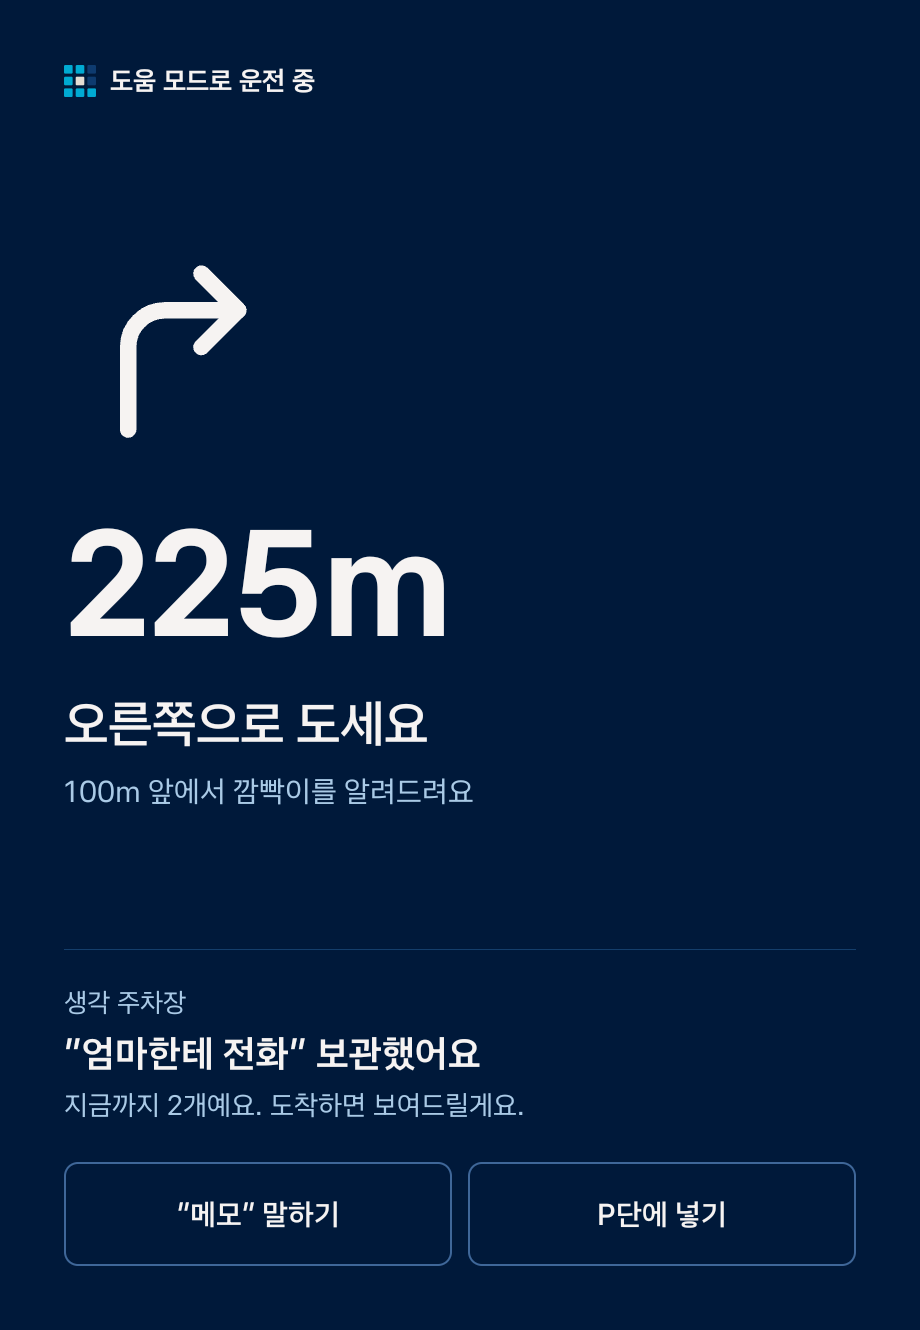 도움 모드로 운전 중
225m
오른쪽으로 도세요
100m 앞에서 깜빡이를 알려드려요
생각 주차장
"엄마한테 전화" 보관했어요
지금까지 2개예요. 도착하면 보여드릴게요.
"메모" 말하기
P단에 넣기